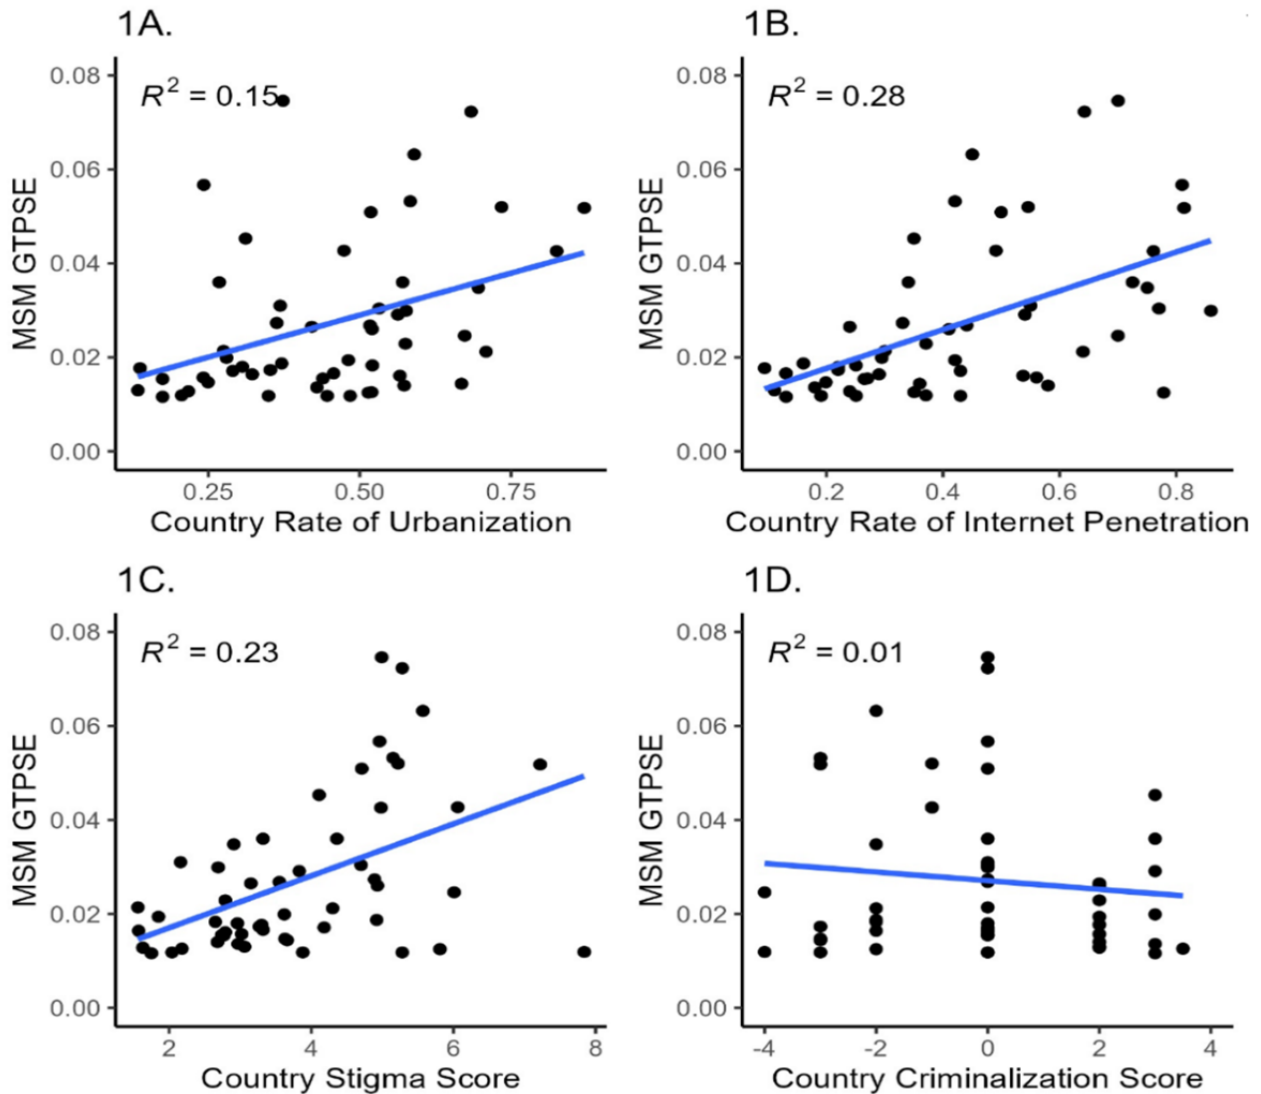 1A.
R² = 0.15
MSM GTPSE
0.08
0.06
0.04
0.02
0.00
0.25 0.50 0.75
Country Rate of Urbanization
1B.
R² = 0.28
MSM GTPSE
0.08
0.06
0.04
0.02
0.00
0.2 0.4 0.6 0.8
Country Rate of Internet Penetration
1C.
R² = 0.23
MSM GTPSE
0.08
0.06
0.04
0.02
0.00
2 4 6 8
Country Stigma Score
1D.
R² = 0.01
MSM GTPSE
0.08
0.06
0.04
0.02
0.00
-4 -2 0 2 4
Country Criminalization Score